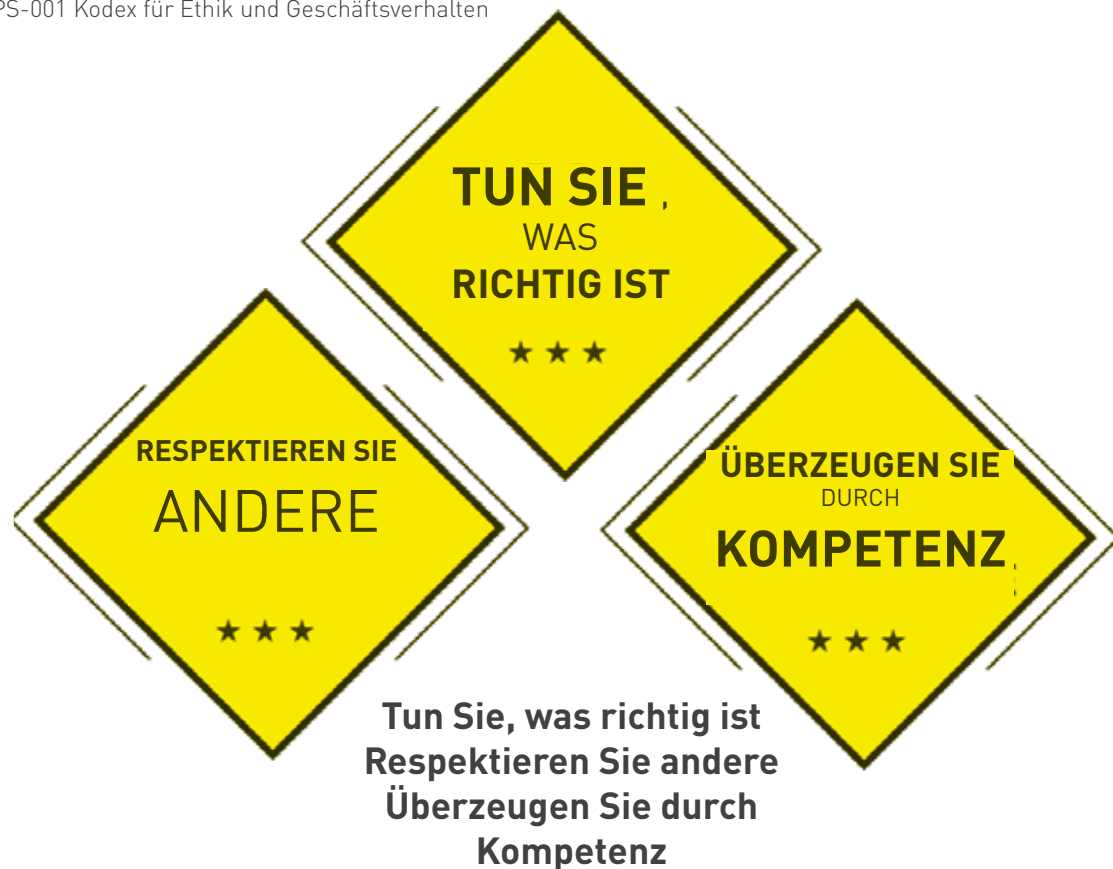 PS-001 Kodex für Ethik und Geschäftsverhalten
TUN SIE ,
WAS
RICHTIG IST
★ ★ ★
RESPEKTIEREN SIE
ANDERE
★ ★ ★
ÜBERZEUGEN SIE
DURCH
KOMPETENZ
★ ★ ★
Tun Sie, was richtig ist
Respektieren Sie andere
Überzeugen Sie durch
Kompetenz